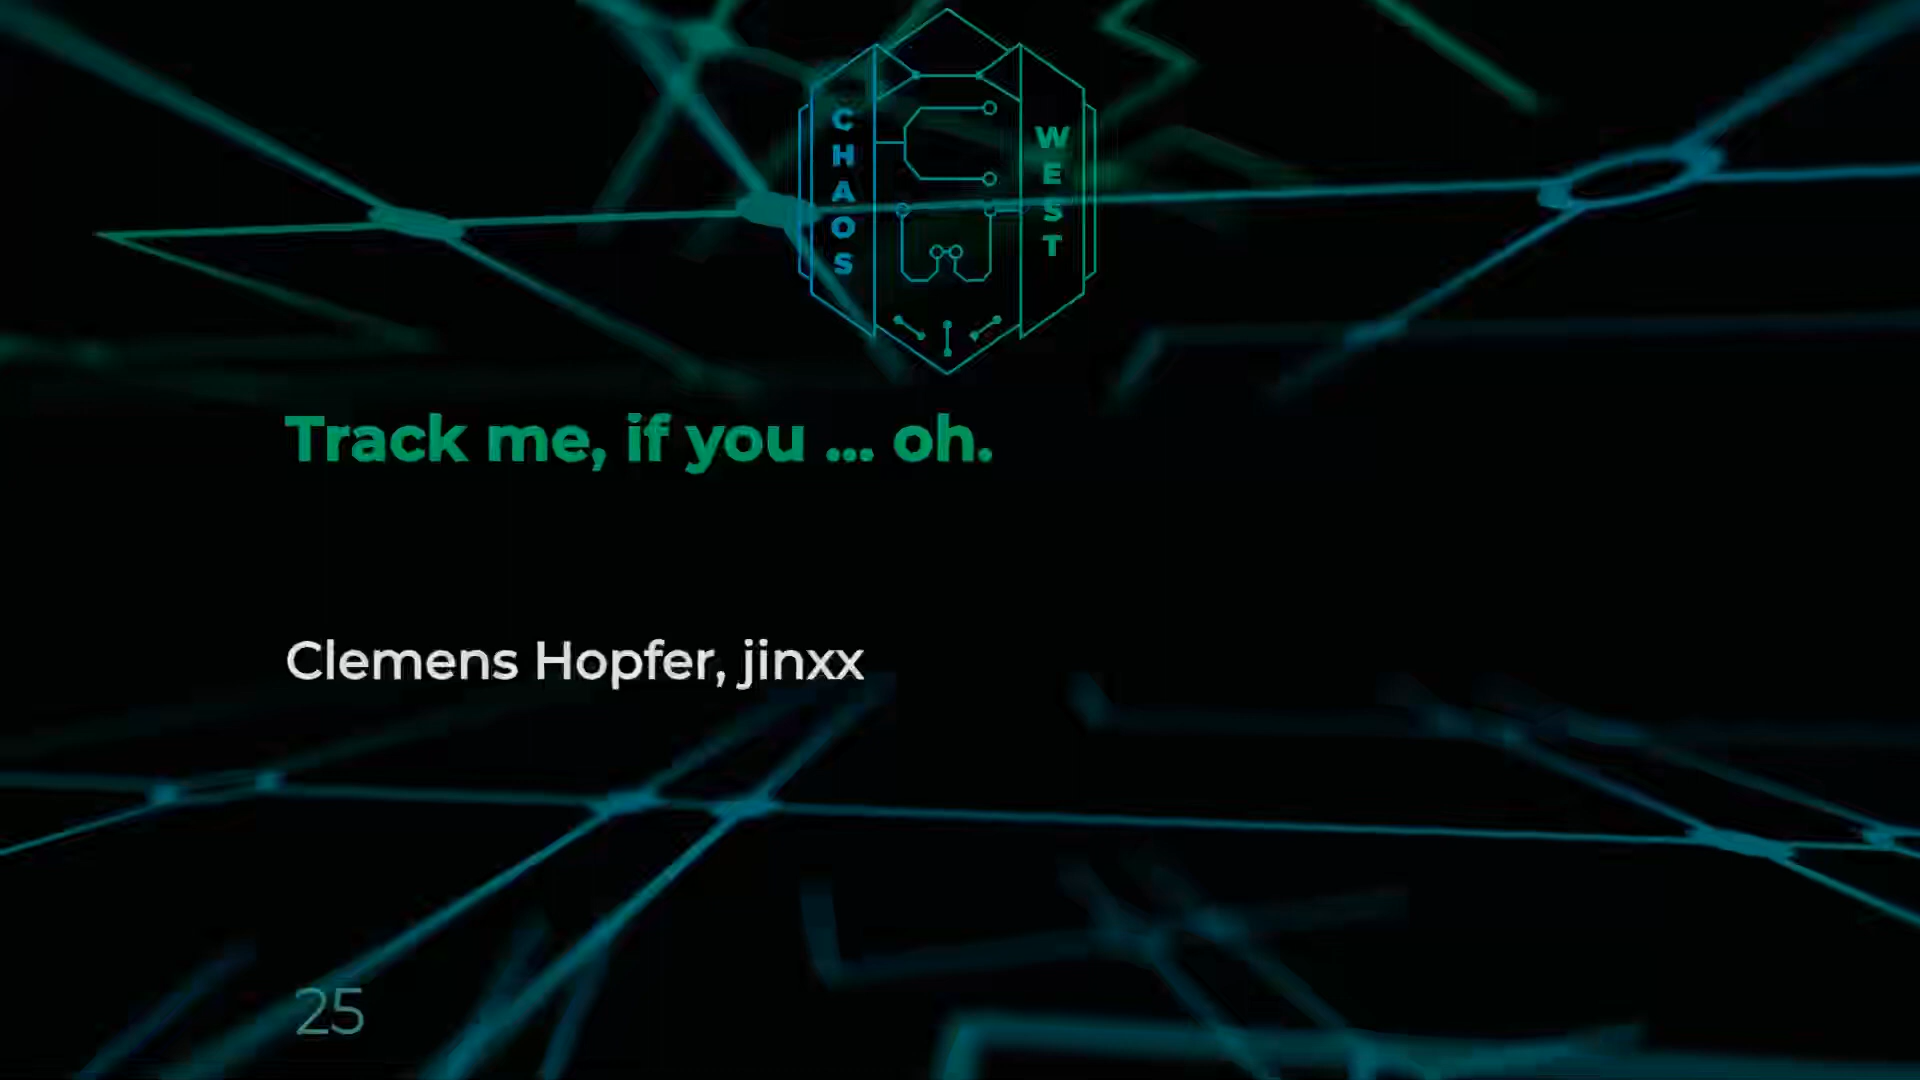 CHAOS
WEST
Track me, if you ... oh.
Clemens Hopfer, jinxx
25